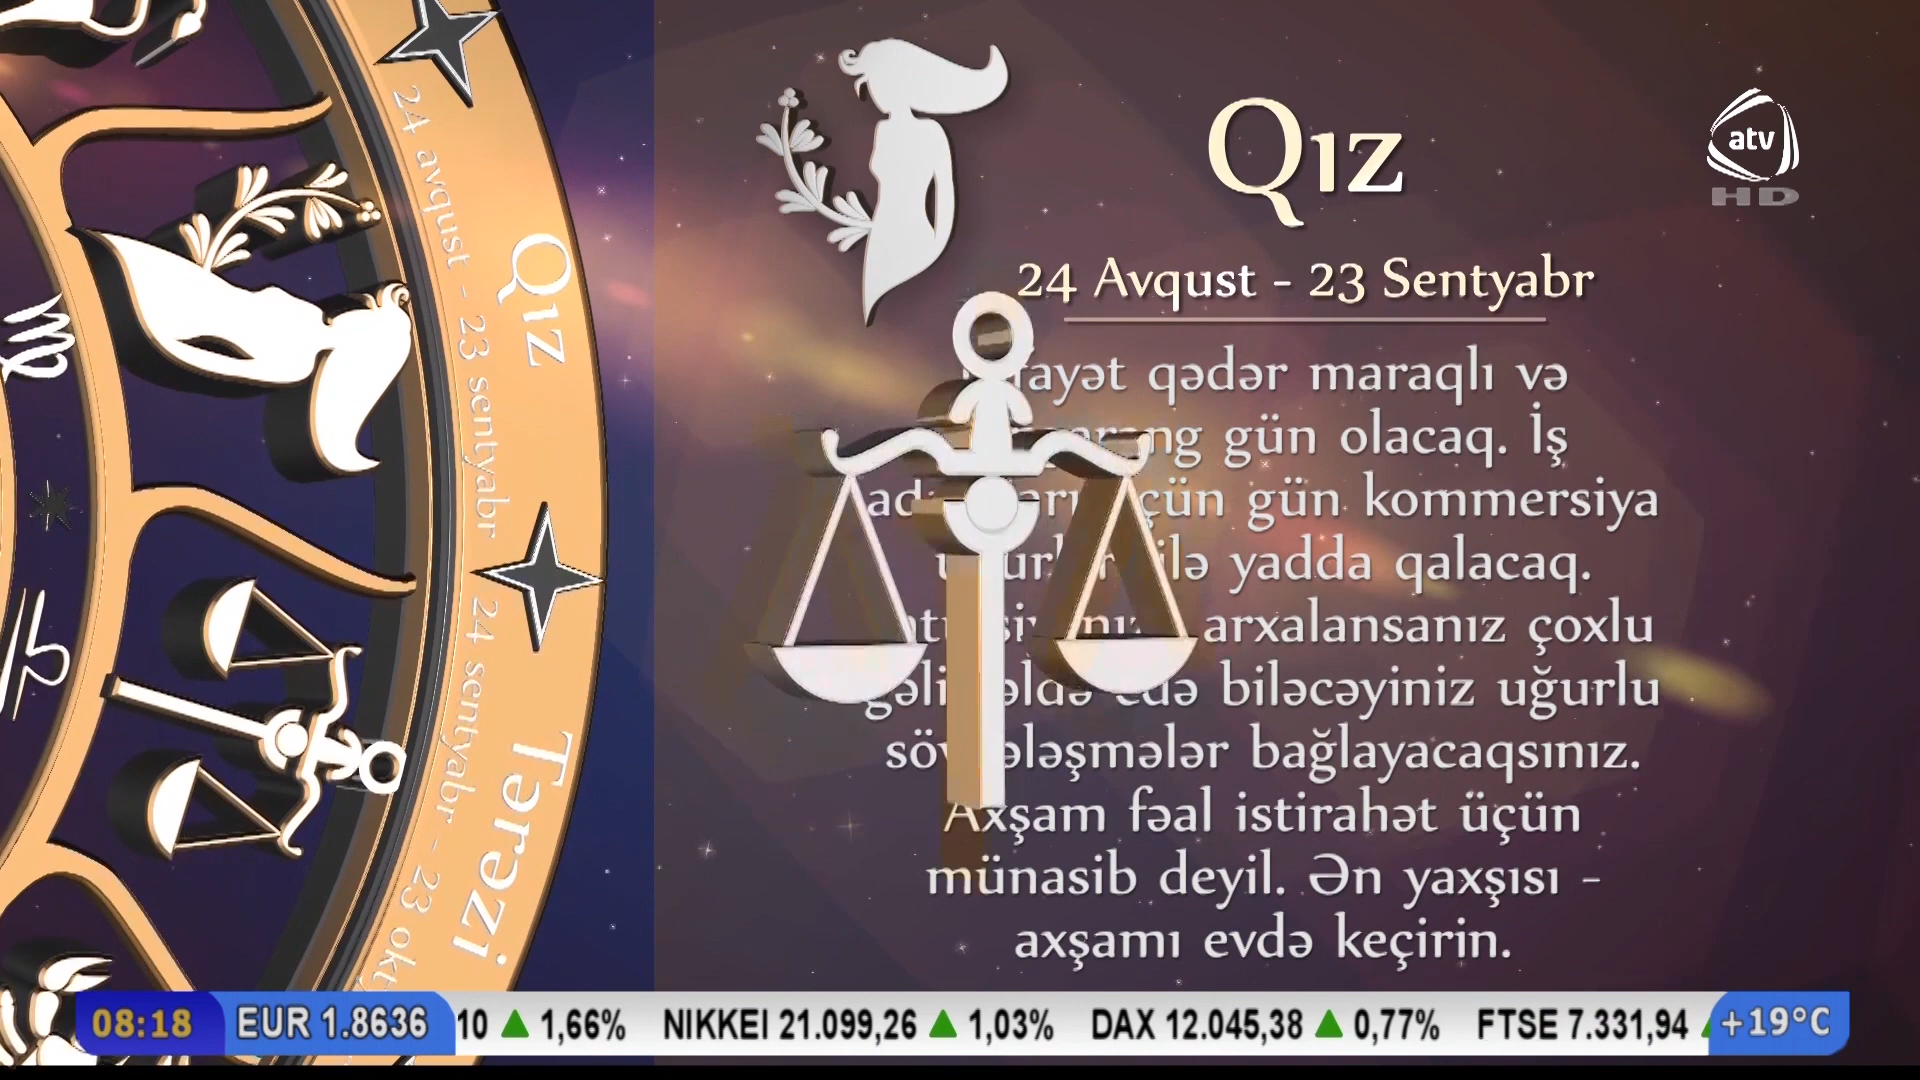 24 avqust - 23 sentyabr
Qız
24 sentyabr - 23
Tərəzi
Qız
atv
HD
24 Avqust - 23 Sentyabr
qədər maraqlı və
gün olacaq. İş
gün kommersiya
yadda qalacaq.
arxalansanız çoxlu
biləcəyiniz uğurlu
bağlayacaqsınız.
Axşam fəal istirahət üçün
münasib deyil. Ən yaxşısı -
axşamı evdə keçirin.
08:18 EUR 1.8636 10 ▲ 1,66% NIKKEI 21.099,26 ▲ 1,03% DAX 12.045,38 ▲ 0,77% FTSE 7.331,94 +19°C